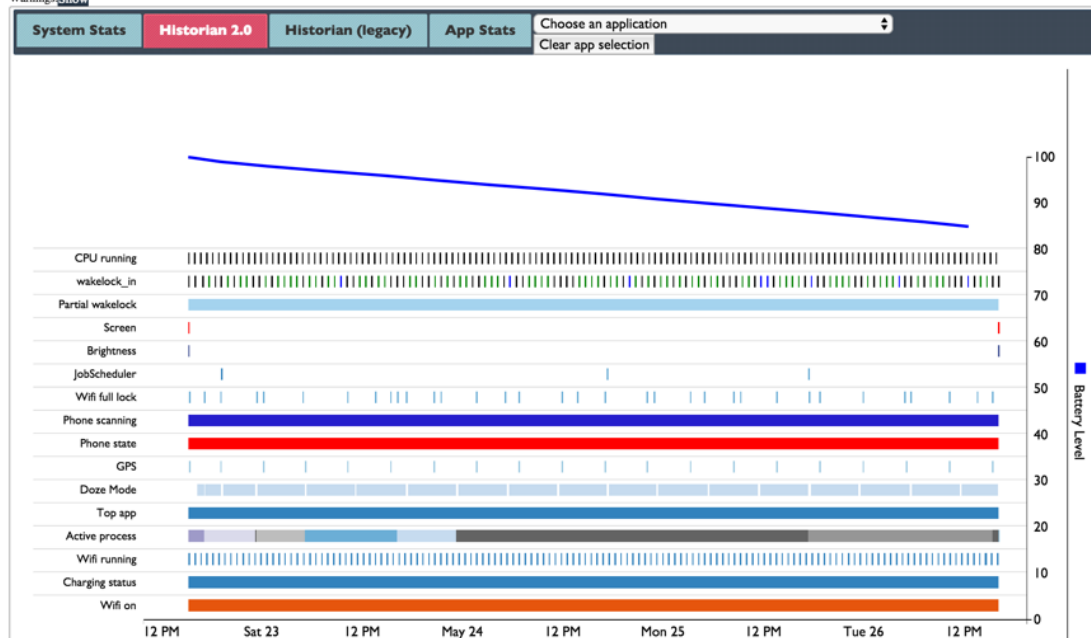 Show
System Stats
Historian 2.0
Historian (legacy)
App Stats
Choose an application
Clear app selection
100
90
CPU running
80
wakelock_in
70
Partial wakelock
Screen
60
Brightness
JobScheduler
50
Wifi full lock
Phone scanning
40
Phone state
GPS
30
Doze Mode
Top app
20
Active process
Wifi running
10
Charging status
Wifi on
0
Battery Level
12 PM
Sat 23
12 PM
May 24
12 PM
Mon 25
12 PM
Tue 26
12 PM